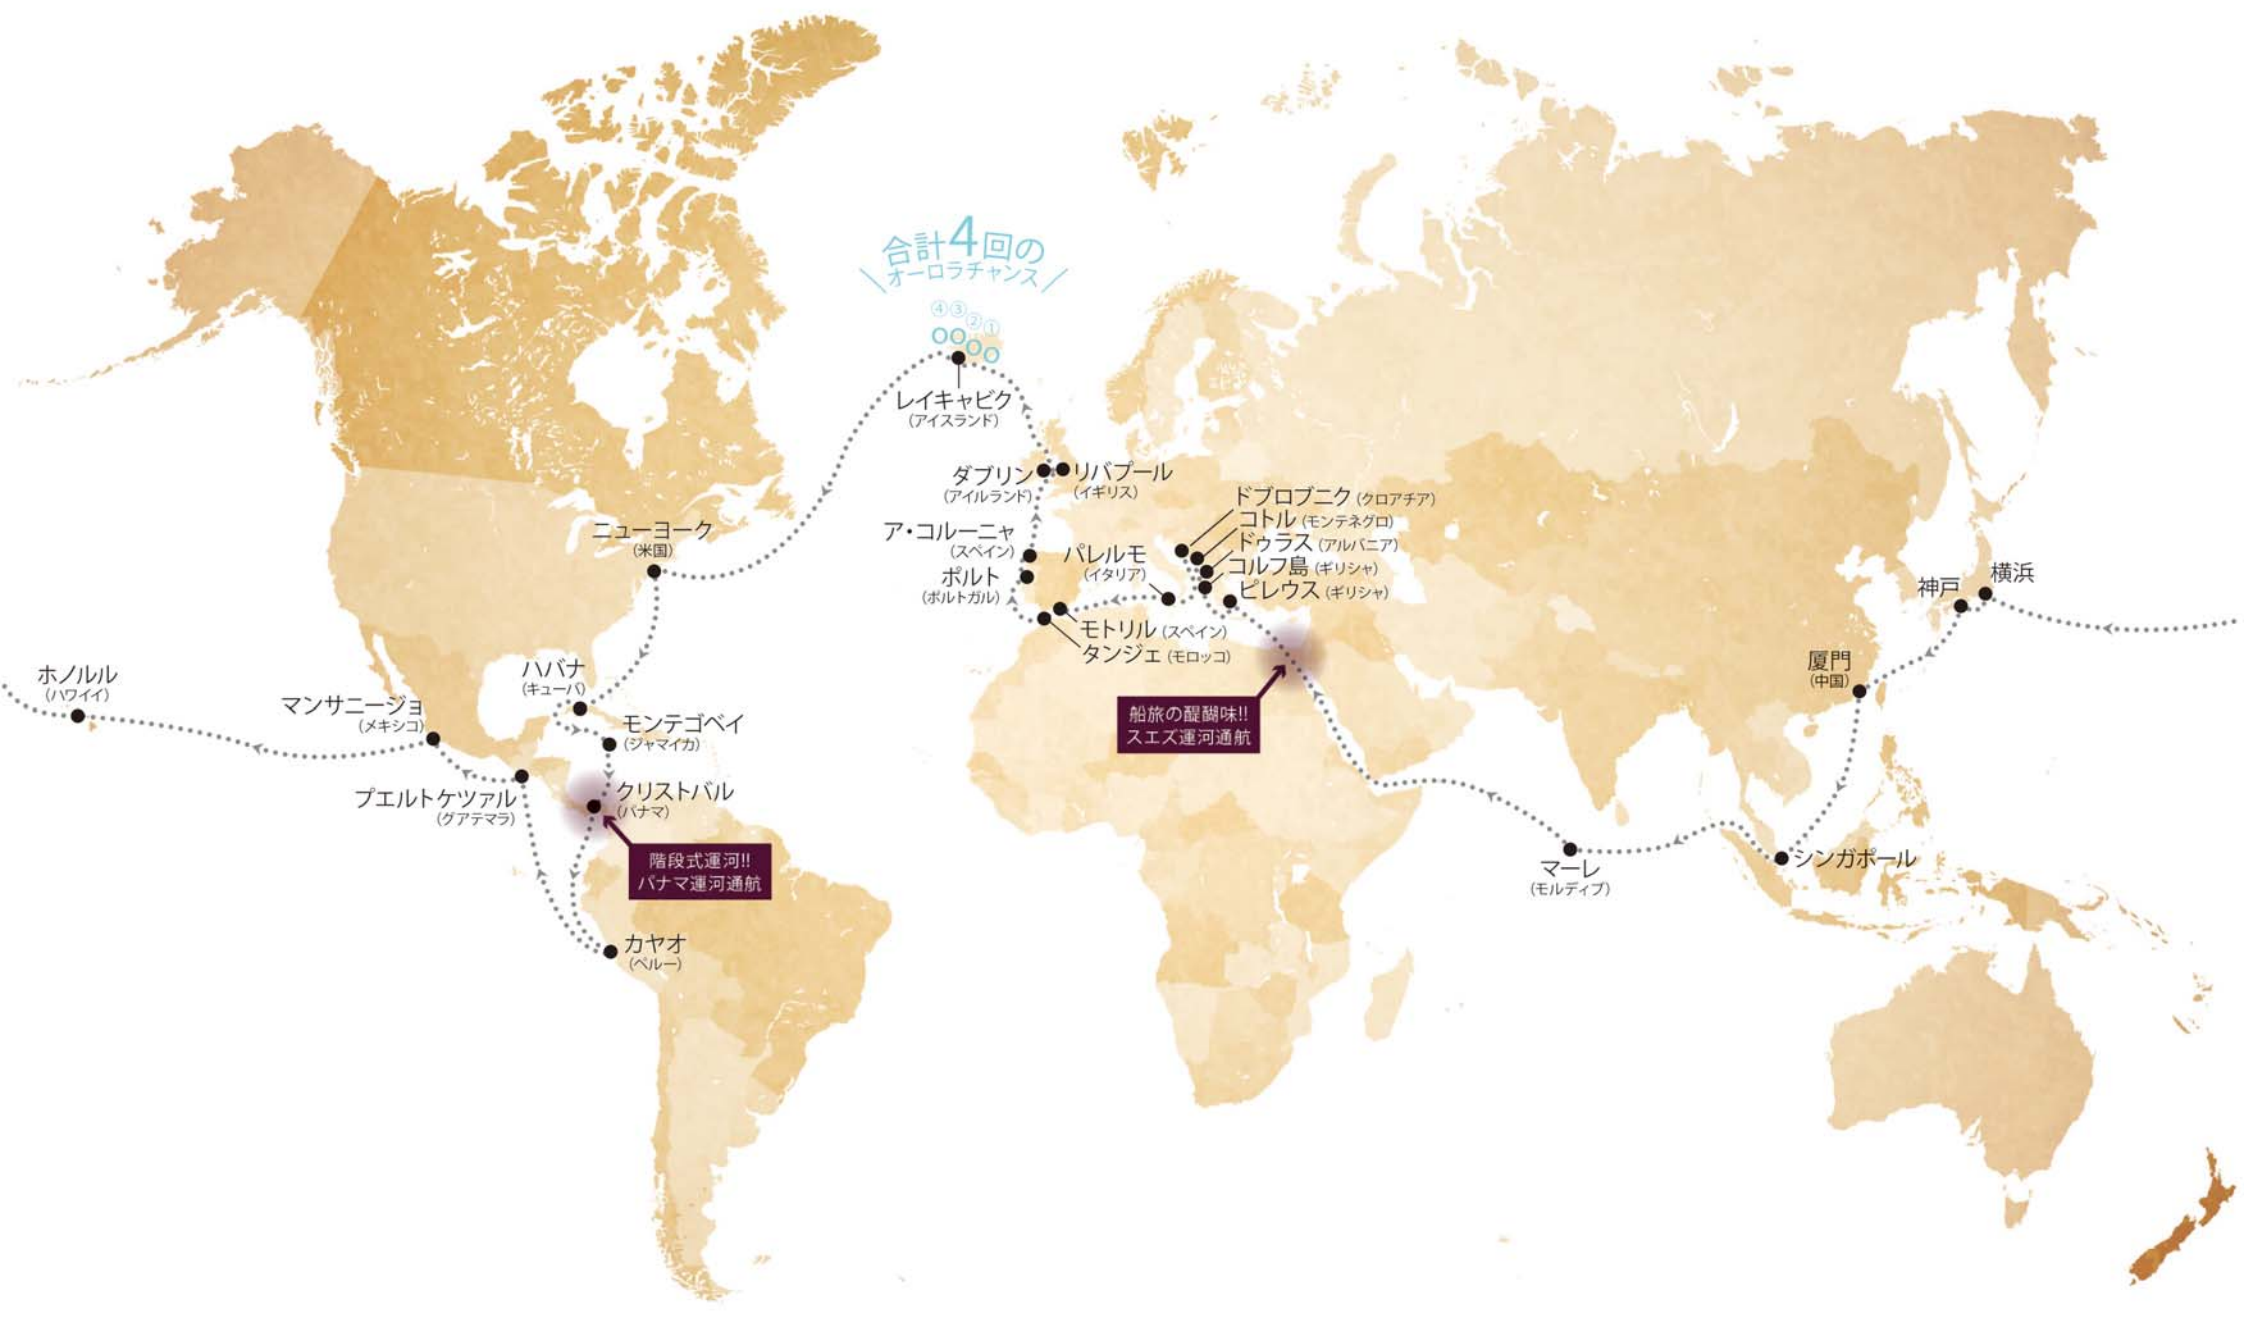 合計4回の
オーロラチャンス
④③②①
レイキャビク
(アイスランド)
ダブリン
(アイルランド)
リバプール
(イギリス)
ドブロブニク(クロアチア)
コトル(モンテネグロ)
ドゥラス(アルバニア)
コルフ島(ギリシャ)
ピレウス(ギリシャ)
ア・コルーニャ
(スペイン)
ポルト
(ポルトガル)
パレルモ
(イタリア)
モトリル(スペイン)
タンジェ(モロッコ)
ニューヨーク
(米国)
神戸
横浜
厦門
(中国)
ホノルル
(ハワイイ)
マンサニージョ
(メキシコ)
ハバナ
(キューバ)
モンテゴベイ
(ジャマイカ)
船旅の醍醐味!!
スエズ運河通航
プエルトケツァル
(グアテマラ)
クリストバル
(パナマ)
階段式運河!!
パナマ運河通航
マーレ
(モルディブ)
シンガポール
カヤオ
(ペルー)